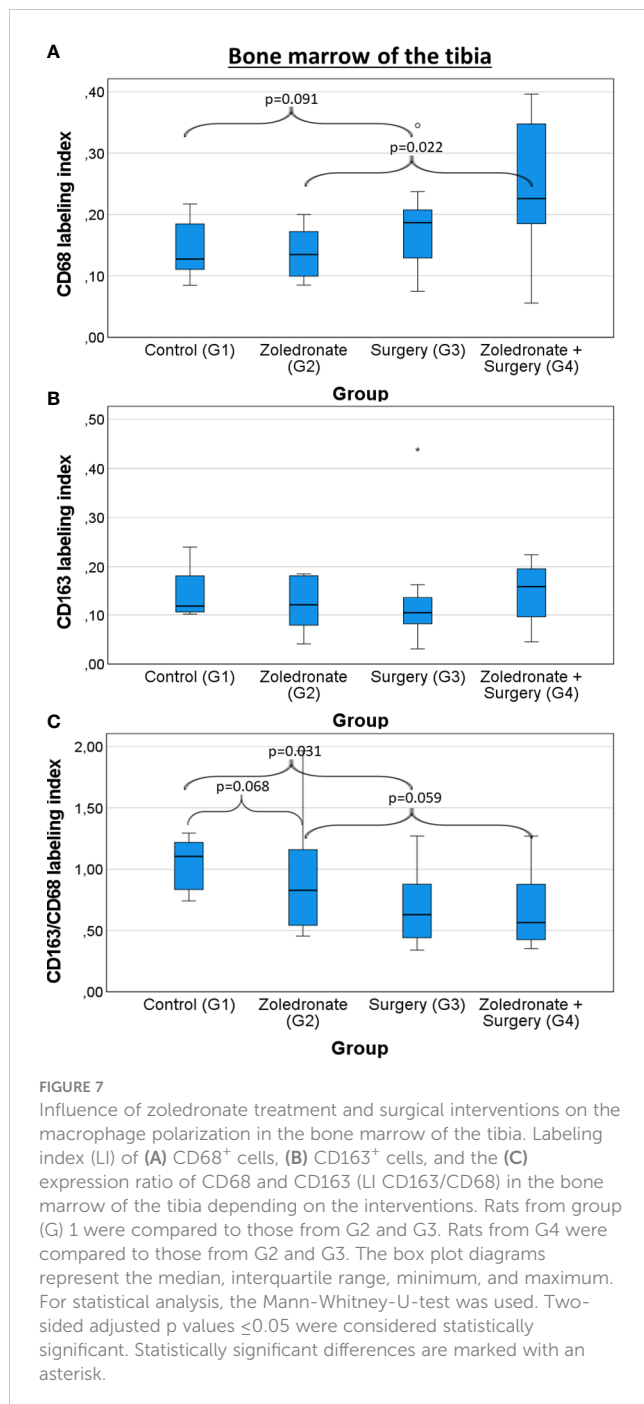 A
Bone marrow of the tibia
,40
,30
,20
,10
,00
CD68 labeling index
p=0.091
p=0.022
Control (G1)
Zoledronate
(G2)
Surgery (G3)
Zoledronate +
Surgery (G4)
Group
B
,50
,40
,30
,20
,10
,00
CD163 labeling index
*
Control (G1)
Zoledronate
(G2)
Surgery (G3)
Zoledronate +
Surgery (G4)
Group
C
2,00
1,50
1,00
,50
,00
CD163/CD68 labeling index
p=0.031
p=0.068
p=0.059
Control (G1)
Zoledronate
(G2)
Surgery (G3)
Zoledronate +
Surgery (G4)
Group
FIGURE 7
Influence of zoledronate treatment and surgical interventions on the
macrophage polarization in the bone marrow of the tibia. Labeling
index (LI) of (A) CD68+ cells, (B) CD163+ cells, and the (C)
expression ratio of CD68 and CD163 (LI CD163/CD68) in the bone
marrow of the tibia depending on the interventions. Rats from group
(G) 1 were compared to those from G2 and G3. Rats from G4 were
compared to those from G2 and G3. The box plot diagrams
represent the median, interquartile range, minimum, and maximum.
For statistical analysis, the Mann-Whitney-U-test was used. Two-
sided adjusted p values ≤0.05 were considered statistically
significant. Statistically significant differences are marked with an
asterisk.